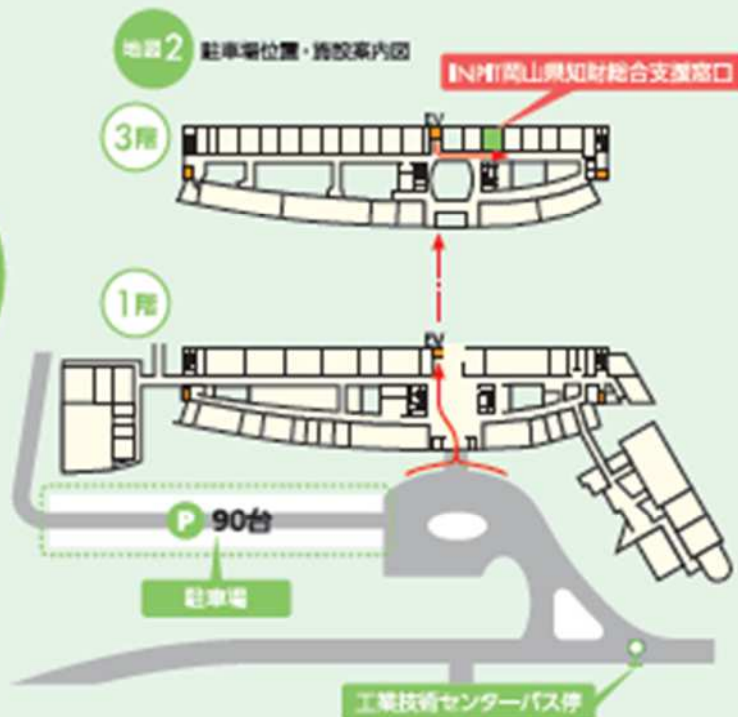 地図2 駐車場位置・施設案内図
INPIT岡山県知財総合支援窓口
3階
EV
1階
EV
P 90台
駐車場
工業技術センターバス停